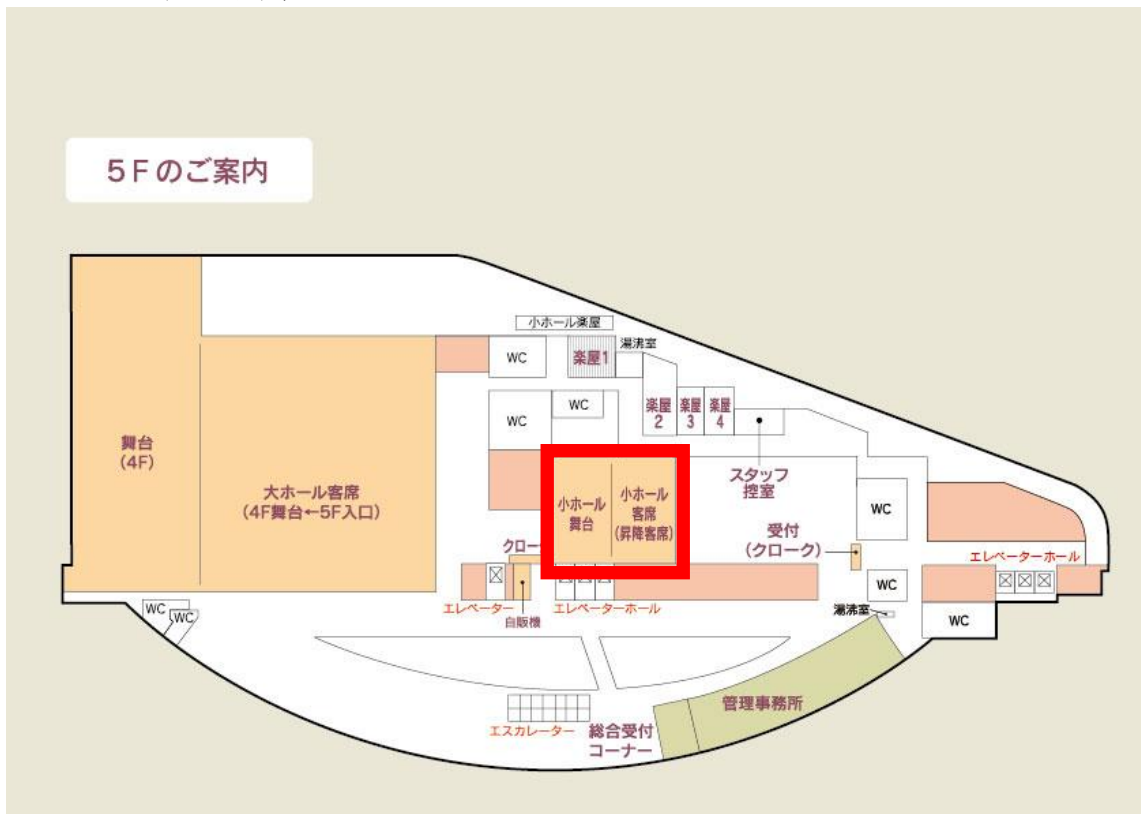 5Fのご案内
小ホール楽屋
湯沸室
WC
楽屋1
WC
WC
楽屋
2
楽屋
3
楽屋
4
舞台
(4F)
大ホール客席
(4F舞台←5F入口)
小ホール
舞台
小ホール
客席
(昇降客席)
スタッフ
控室
WC
受付
(クローク)
クロー
エレベーターホール
エレベーター
自販機
エレベーターホール
WC
湯沸室
WC
WC
WC
管理事務所
エスカレーター
総合受付
コーナー